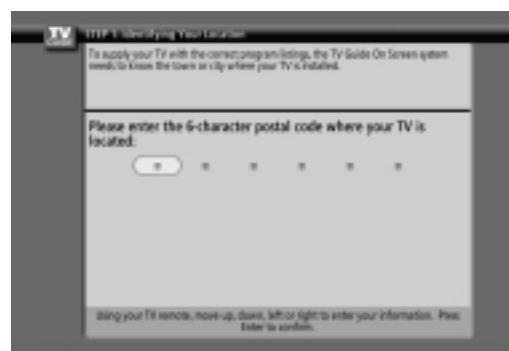 TV
GUIDE
STEP 1: Identifying Your Location
To supply your TV with the correct program listings, the TV Guide On Screen system
needs to know the town or city where your TV is installed.
Please enter the 6-character postal code where your TV is
located:
Using your TV remote, move up, down, left or right to enter your information. Press
Enter to confirm.